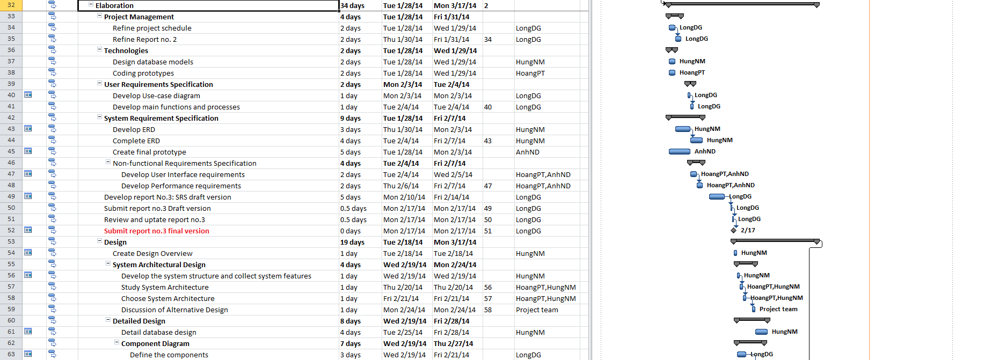 32 Elaboration 34 days Tue 1/28/14 Mon 3/17/14 2
33 Project Management 4 days Tue 1/28/14 Fri 1/31/14
34 Refine project schedule 2 days Tue 1/28/14 Wed 1/29/14 LongDG LongDG
35 Refine Report no. 2 2 days Thu 1/30/14 Fri 1/31/14 34 LongDG LongDG
36 Technologies 2 days Tue 1/28/14 Wed 1/29/14
37 Design database models 2 days Tue 1/28/14 Wed 1/29/14 HungNM HungNM
38 Coding prototypes 2 days Tue 1/28/14 Wed 1/29/14 HoangPT HoangPT
39 User Requirements Specification 2 days Mon 2/3/14 Tue 2/4/14
40 Develop Use-case diagram 1 day Mon 2/3/14 Mon 2/3/14 LongDG LongDG
41 Develop main functions and processes 1 day Tue 2/4/14 Tue 2/4/14 40 LongDG LongDG
42 System Requirement Specification 9 days Tue 1/28/14 Fri 2/7/14
43 Develop ERD 3 days Thu 1/30/14 Mon 2/3/14 HungNM HungNM
44 Complete ERD 4 days Tue 2/4/14 Fri 2/7/14 43 HungNM HungNM
45 Create final prototype 5 days Tue 1/28/14 Mon 2/3/14 AnhND AnhND
46 Non-functional Requirements Specification 4 days Tue 2/4/14 Fri 2/7/14
47 Develop User Interface requirements 2 days Tue 2/4/14 Wed 2/5/14 HoangPT,AnhND HoangPT,AnhND
48 Develop Performance requirements 2 days Thu 2/6/14 Fri 2/7/14 47 HoangPT,AnhND HoangPT,AnhND
49 Develop report No.3: SRS draft version 5 days Mon 2/10/14 Fri 2/14/14 LongDG LongDG
50 Submit report no.3 Draft version 0.5 days Mon 2/17/14 Mon 2/17/14 49 LongDG LongDG
51 Review and uptate report no.3 0.5 days Mon 2/17/14 Mon 2/17/14 50 LongDG LongDG
52 Submit report no.3 final version 0 days Mon 2/17/14 Mon 2/17/14 51 LongDG 2/17
53 Design 19 days Tue 2/18/14 Mon 3/17/14
54 Create Design Overview 1 day Tue 2/18/14 Tue 2/18/14 HungNM HungNM
55 System Architectural Design 4 days Wed 2/19/14 Mon 2/24/14
56 Develop the system structure and collect system features 1 day Wed 2/19/14 Wed 2/19/14 HungNM HungNM
57 Study System Architecture 1 day Thu 2/20/14 Thu 2/20/14 56 HoangPT,HungNM HoangPT,HungNM
58 Choose System Architecture 1 day Fri 2/21/14 Fri 2/21/14 57 HoangPT,HungNM HoangPT,HungNM
59 Discussion of Alternative Design 1 day Mon 2/24/14 Mon 2/24/14 58 Project team Project team
60 Detailed Design 8 days Wed 2/19/14 Fri 2/28/14
61 Detail database design 4 days Tue 2/25/14 Fri 2/28/14 HungNM HungNM
62 Component Diagram 7 days Wed 2/19/14 Thu 2/27/14
63 Define the components 3 days Wed 2/19/14 Fri 2/21/14 LongDG LongDG